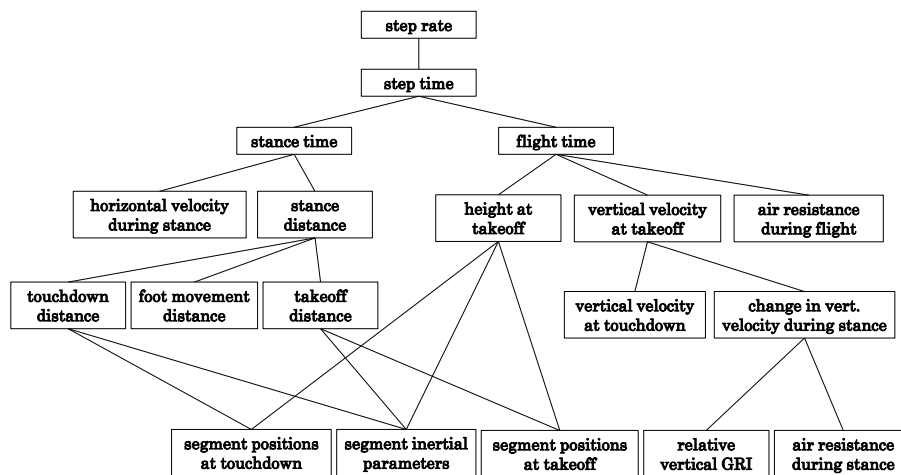 step rate
step time
stance time
flight time
horizontal velocity
during stance
stance
distance
height at
takeoff
vertical velocity
at takeoff
air resistance
during flight
touchdown
distance
foot movement
distance
takeoff
distance
vertical velocity
at touchdown
change in vert.
velocity during stance
segment positions
at touchdown
segment inertial
parameters
segment positions
at takeoff
relative
vertical GRI
air resistance
during stance